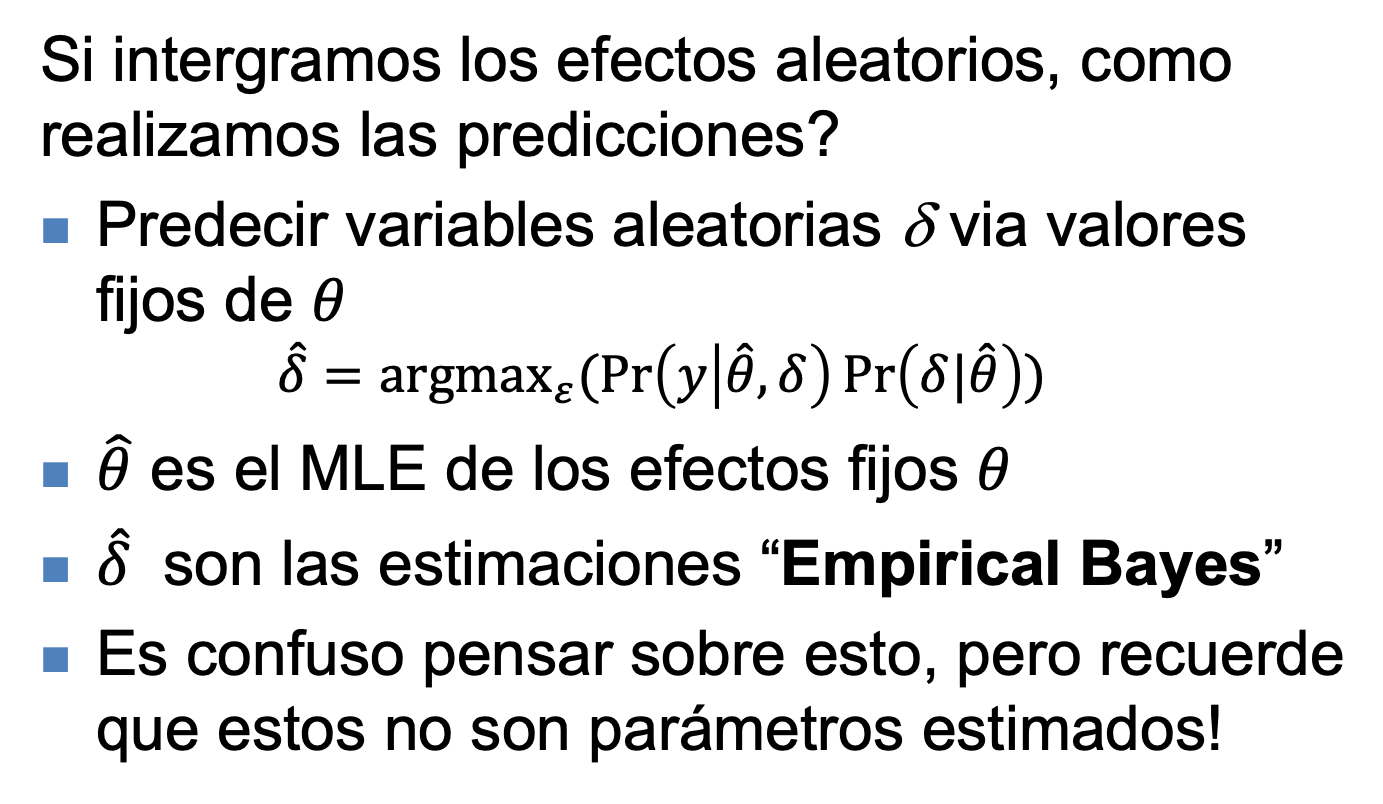 Si intergramos los efectos aleatorios, como
realizamos las predicciones?
■ Predecir variables aleatorias δ via valores
fijos de θ
δ̂ = argmax_ε(Pr(y|θ̂, δ) Pr(δ|θ̂))
■ θ̂ es el MLE de los efectos fijos θ
■ δ̂ son las estimaciones “Empirical Bayes”
■ Es confuso pensar sobre esto, pero recuerde
que estos no son parámetros estimados!